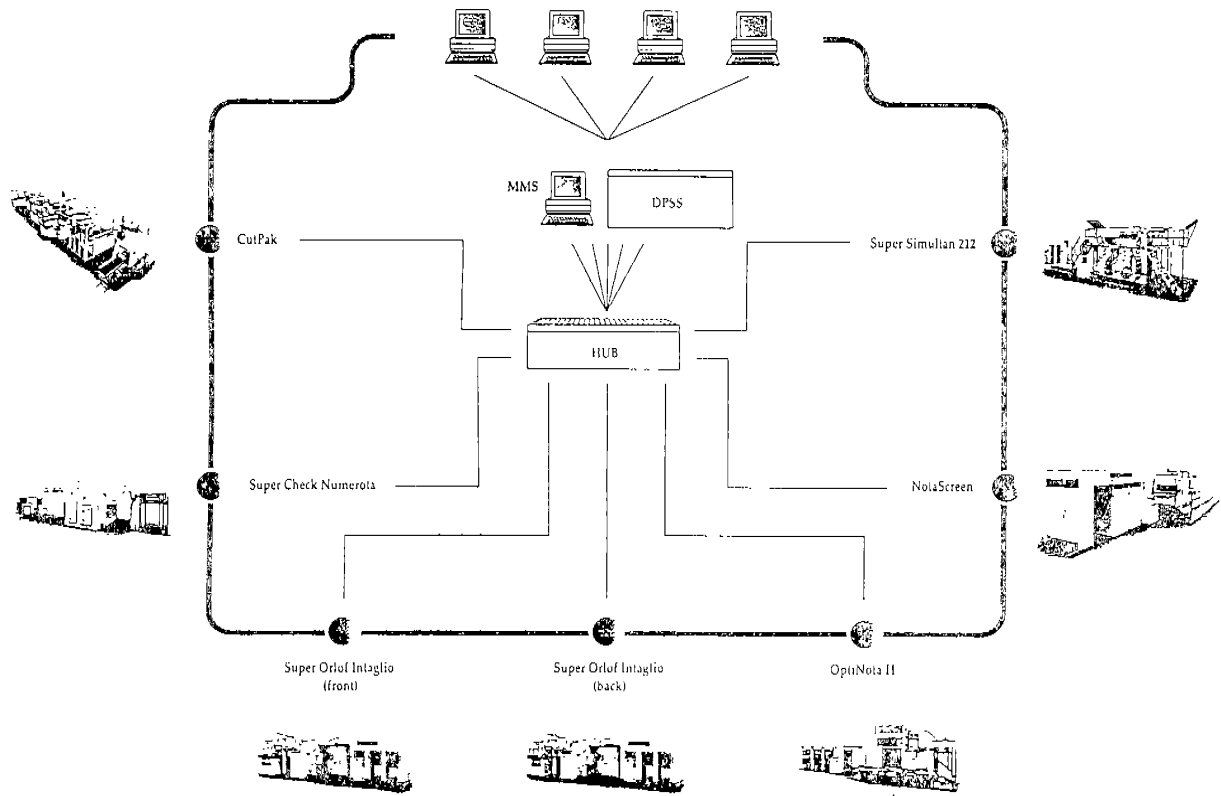 MMS
DPSS
CutPak
Super Simultan 212
HUB
Super Check Numerota
NotaScreen
Super Orlof Intaglio
(front)
Super Orlof Intaglio
(back)
OptiNota II